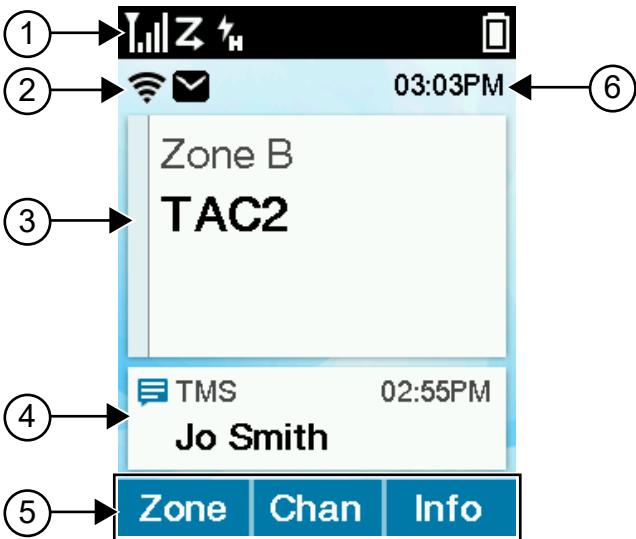 1
H
2
03:03PM
6
Zone B
3
TAC2
TMS
02:55PM
4
Jo Smith
5
Zone
Chan
Info